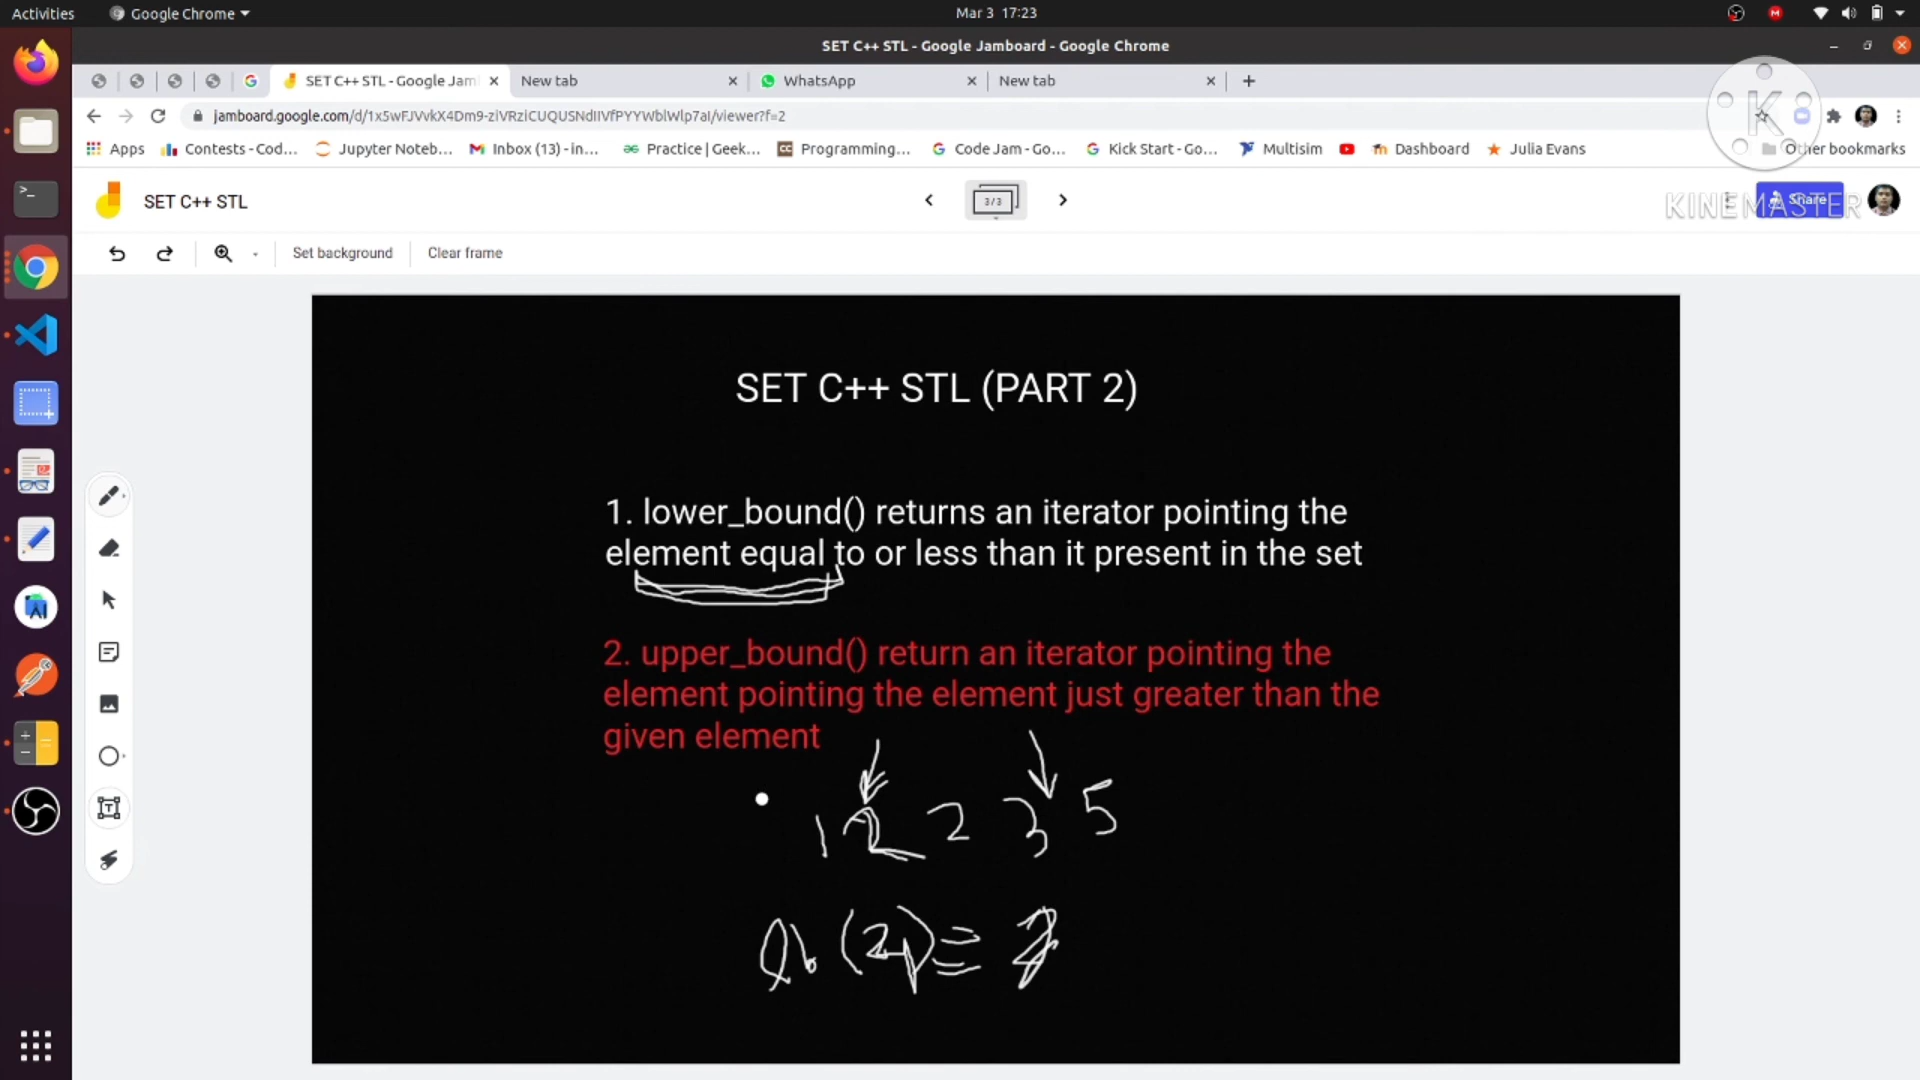 Activities
Google Chrome
Mar 3 17:23
SET C++ STL - Google Jamboard - Google Chrome
SET C++ STL - Google Jam
New tab
WhatsApp
New tab
jamboard.google.com/d/1x5wFJVvkX4Dm9-ziVRziCUQUSNdIIVfPYYWblWlp7aI/viewer?f=2
Apps
Contests - Cod...
Jupyter Noteb...
Inbox (13) - in...
Practice | Geek...
Programming...
Code Jam - Go...
Kick Start - Go...
Multisim
Dashboard
Julia Evans
Other bookmarks
SET C++ STL
3/3
Share
KINEMASTER
Set background
Clear frame
SET C++ STL (PART 2)
1. lower_bound() returns an iterator pointing the
element equal to or less than it present in the set
2. upper_bound() return an iterator pointing the
element pointing the element just greater than the
given element
1 2 2 3 5
lb (2) =